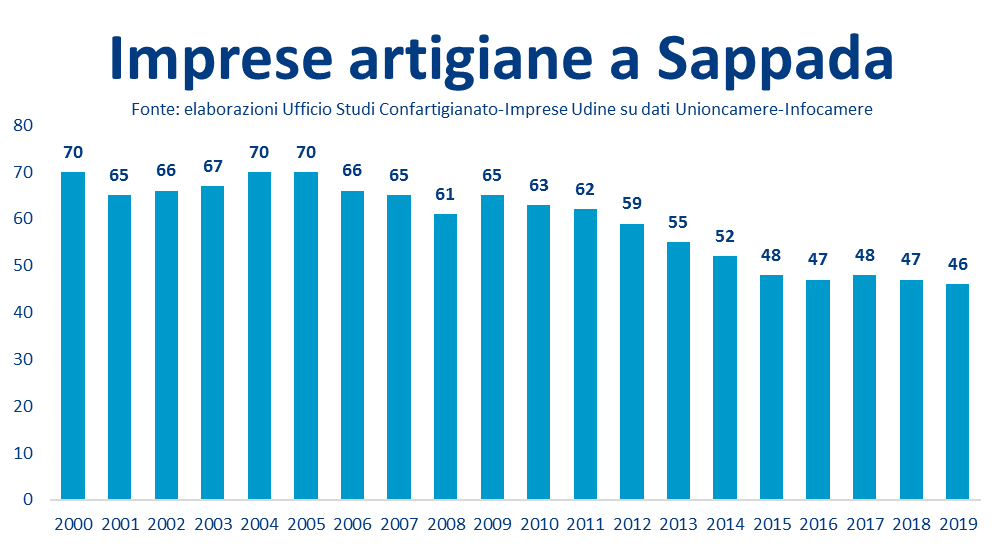 Imprese artigiane a Sappada
Fonte: elaborazioni Ufficio Studi Confartigianato-Imprese Udine su dati Unioncamere-Infocamere
80
70
60
50
40
30
20
10
0
70 65 66 67 70 70 66 65 61 65 63 62 59 55 52 48 47 48 47 46
2000 2001 2002 2003 2004 2005 2006 2007 2008 2009 2010 2011 2012 2013 2014 2015 2016 2017 2018 2019